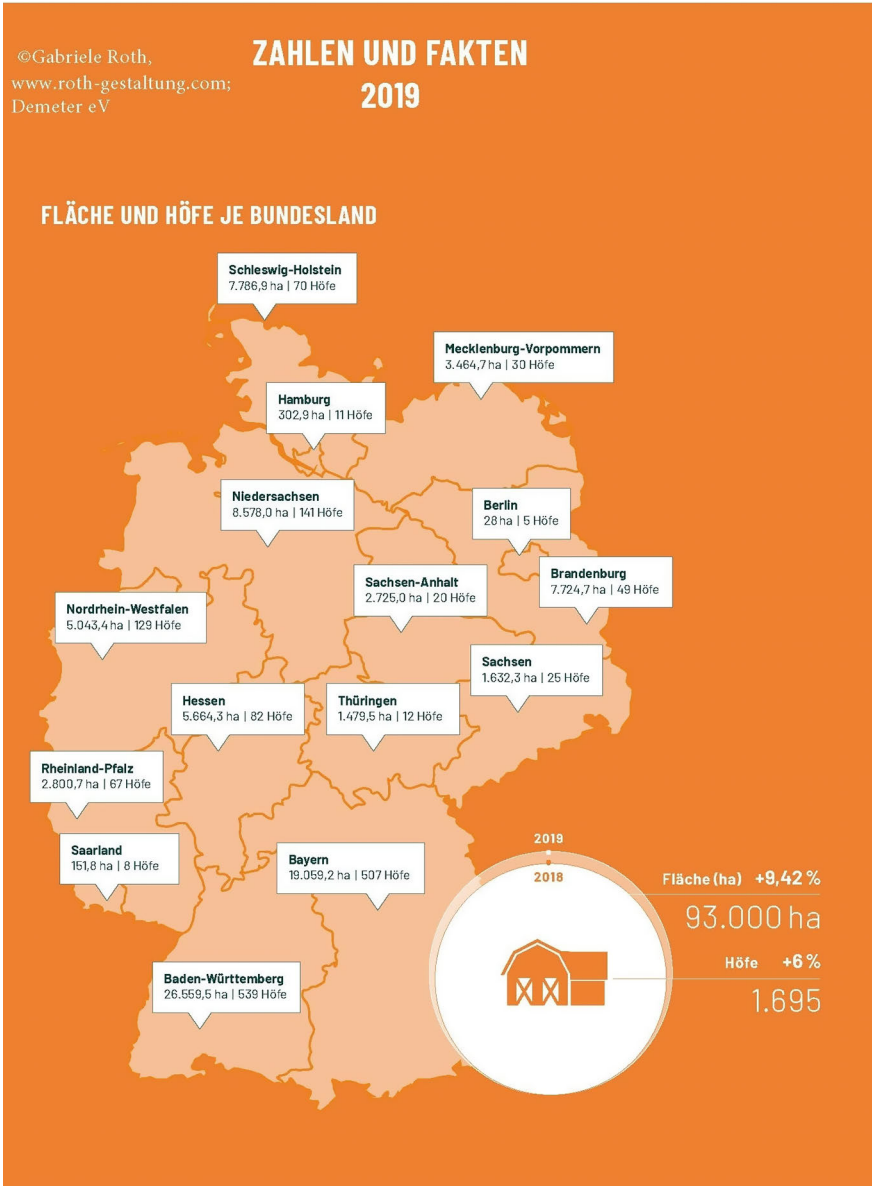 ©Gabriele Roth,
www.roth-gestaltung.com;
Demeter eV
ZAHLEN UND FAKTEN
2019
FLÄCHE UND HÖFE JE BUNDESLAND
Schleswig-Holstein
7.786,9 ha | 70 Höfe
Mecklenburg-Vorpommern
3.464,7 ha | 30 Höfe
Hamburg
302,9 ha | 11 Höfe
Niedersachsen
8.578,0 ha | 141 Höfe
Berlin
28 ha | 5 Höfe
Brandenburg
7.724,7 ha | 49 Höfe
Sachsen-Anhalt
2.725,0 ha | 20 Höfe
Nordrhein-Westfalen
5.043,4 ha | 129 Höfe
Sachsen
1.632,3 ha | 25 Höfe
Hessen
5.664,3 ha | 82 Höfe
Thüringen
1.479,5 ha | 12 Höfe
Rheinland-Pfalz
2.800,7 ha | 67 Höfe
Saarland
151,8 ha | 8 Höfe
Bayern
19.059,2 ha | 507 Höfe
Baden-Württemberg
26.559,5 ha | 539 Höfe
2019
2018
Fläche (ha) +9,42 %
93.000 ha
Höfe +6 %
1.695